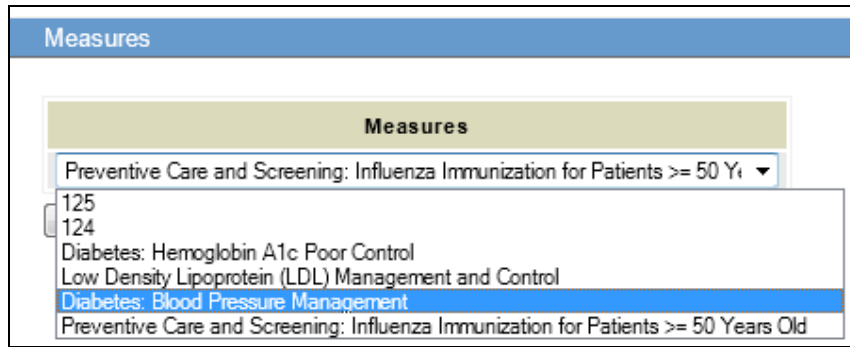 Measures
Measures
Preventive Care and Screening: Influenza Immunization for Patients >= 50 Ye
125
124
Diabetes: Hemoglobin A1c Poor Control
Low Density Lipoprotein (LDL) Management and Control
Diabetes: Blood Pressure Management
Preventive Care and Screening: Influenza Immunization for Patients >= 50 Years Old